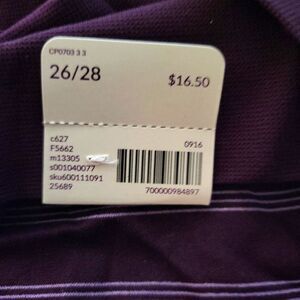 CP0703 3 3
26/28
$16.50
c627
F5662
m13305
s001040077
sku600111091
25689
0916
700000984897